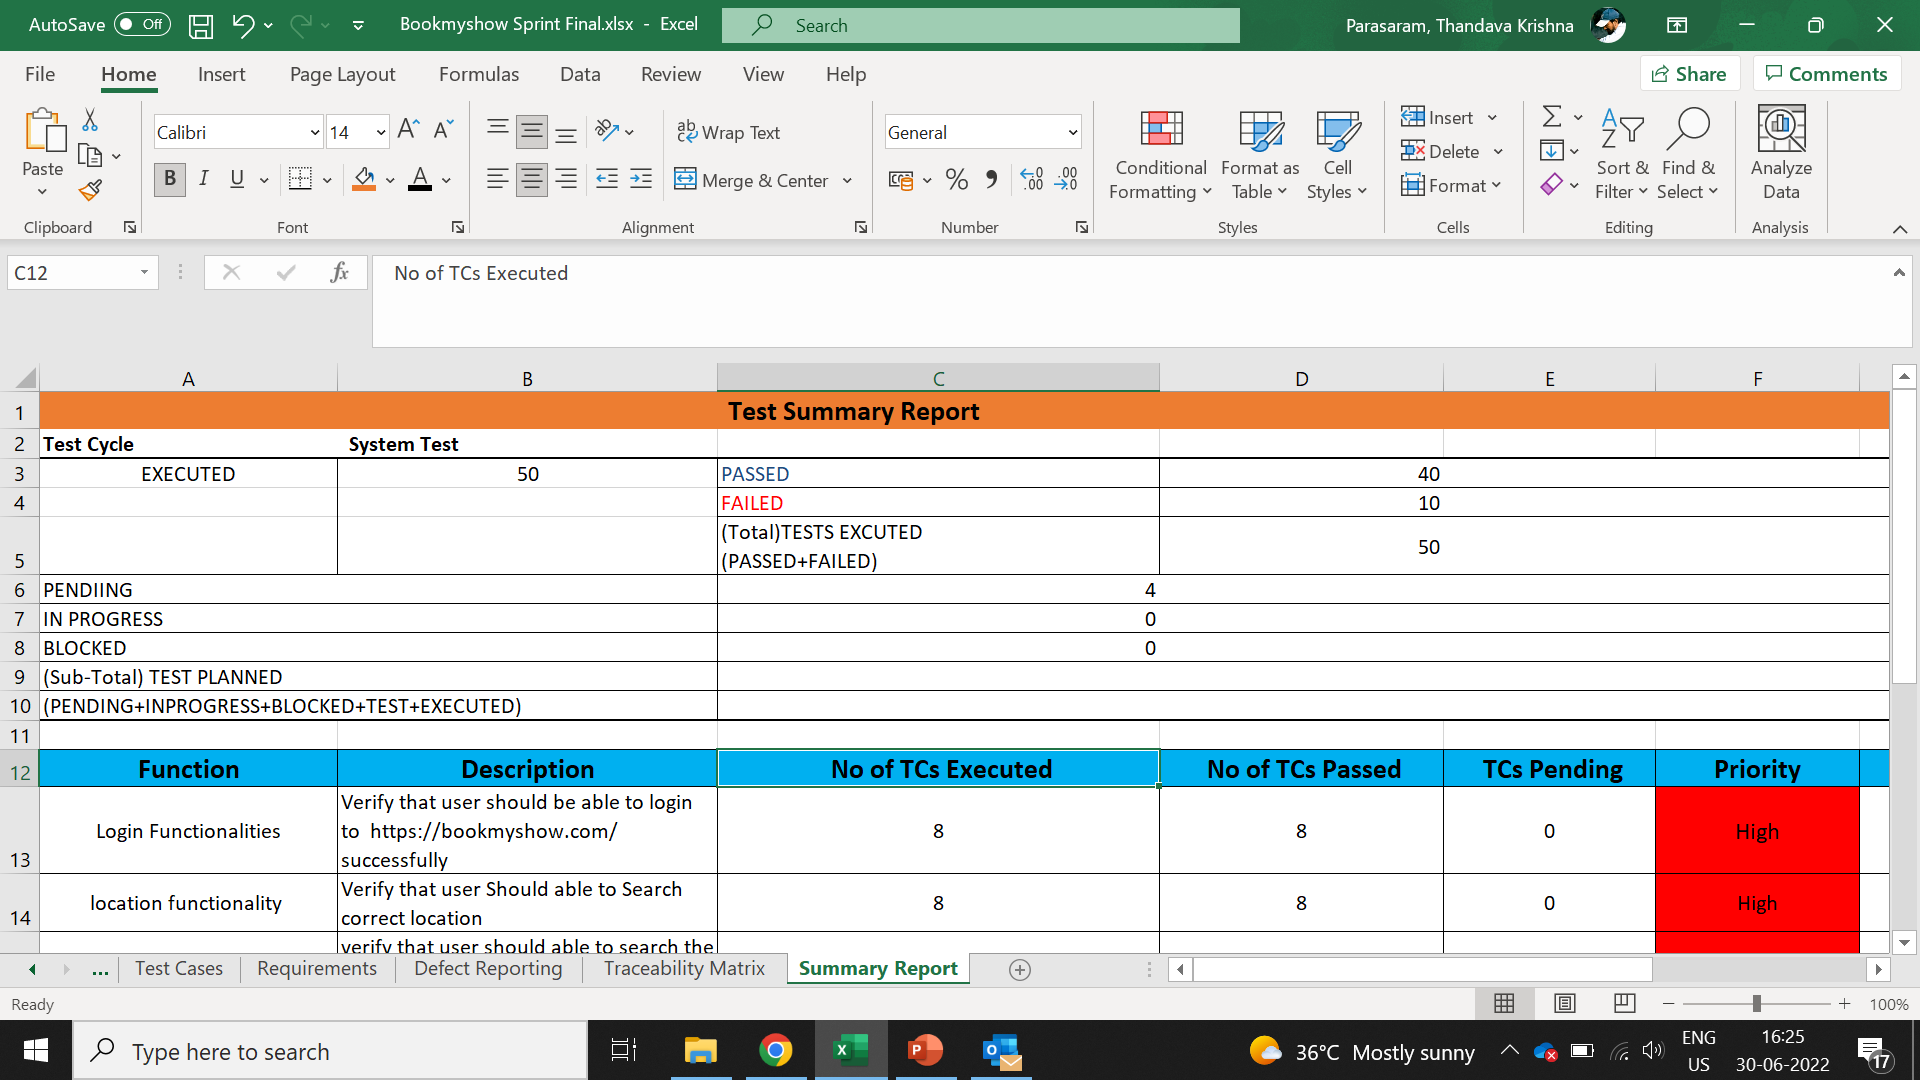 AutoSave Off Bookmyshow Sprint Final.xlsx - Excel Search Parasaram, Thandava Krishna
File Home Insert Page Layout Formulas Data Review View Help Share Comments
Paste Calibri 14 Wrap Text General Conditional Formatting Format as Table Cell Styles Insert Sort & Filter Find & Select Analyze Data
B I U Merge & Center Delete
Format
Clipboard Font Alignment Number Styles Cells Editing Analysis
C12 fx No of TCs Executed
A B C D E F
1 Test Summary Report
2 Test Cycle System Test
3 EXECUTED 50 PASSED 40
4 FAILED 10
(Total)TESTS EXCUTED
5 (PASSED+FAILED) 50
6 PENDIING 4
7 IN PROGRESS 0
8 BLOCKED 0
9 (Sub-Total) TEST PLANNED
10 (PENDING+INPROGRESS+BLOCKED+TEST+EXECUTED)
11
12 Function Description No of TCs Executed No of TCs Passed TCs Pending Priority
Verify that user should be able to login
Login Functionalities to https://bookmyshow.com/ 8 8 0 High
13 successfully
Verify that user Should able to Search
location functionality 8 8 0 High
14 correct location
verify that user should able to search the
... Test Cases Requirements Defect Reporting Traceability Matrix Summary Report
Ready 100%
Type here to search 36°C Mostly sunny ENG US 16:25 30-06-2022 17